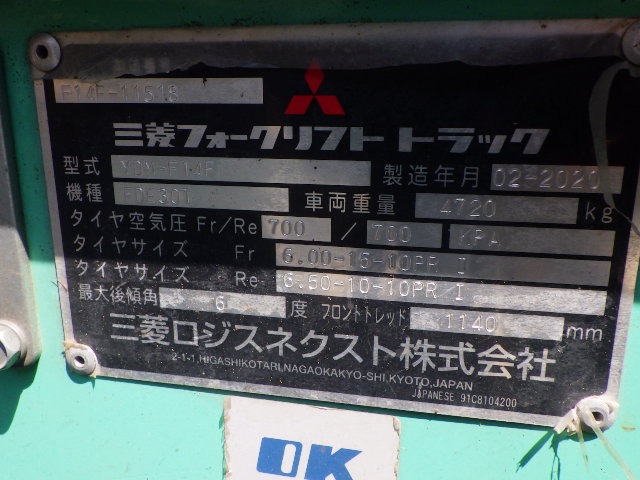 F14F-11518
三菱フォークリフト トラック
型式 YDN-F14F 製造年月 02-2020
機種 FDE30T 車両重量 4720 kg
タイヤ空気圧 Fr/Re 700 / 700 KPA
タイヤサイズ Fr 6.00-15-10PR I
タイヤサイズ Re 6.50-10-10PR I
最大後傾角 6 度 フロントトレッド 1140 mm
三菱ロジスネクスト株式会社
2-1-1,HIGASHIKOTARI,NAGAOKAKYO-SHI,KYOTO,JAPAN
JAPANESE 91C8104200
OK